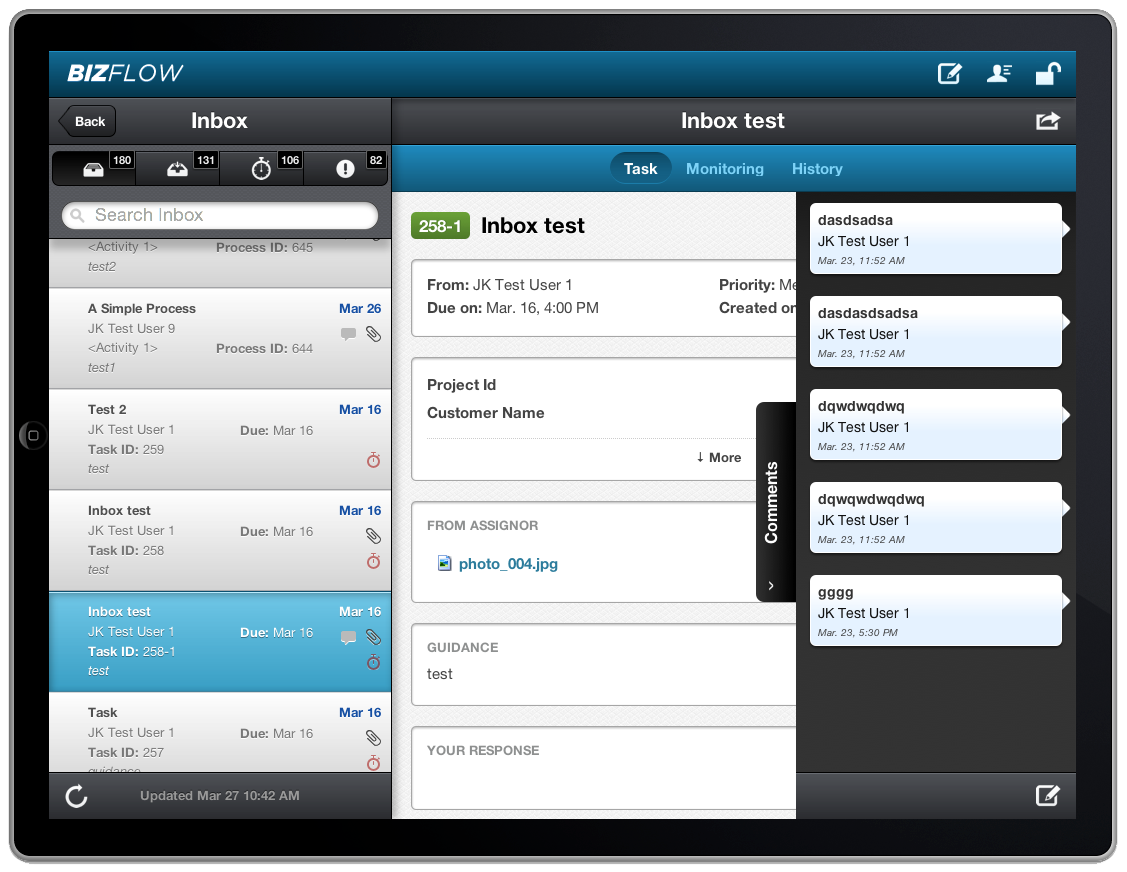 BIZFLOW
Back
Inbox
180
131
106
82
Search Inbox
<Activity 1> Process ID: 645
test2
A Simple Process Mar 26
JK Test User 9
<Activity 1> Process ID: 644
test1
Test 2 Mar 16
JK Test User 1 Due: Mar 16
Task ID: 259
test
Inbox test Mar 16
JK Test User 1 Due: Mar 16
Task ID: 258
test
Inbox test Mar 16
JK Test User 1 Due: Mar 16
Task ID: 258-1
test
Task Mar 16
JK Test User 1 Due: Mar 16
Task ID: 257
guidance
Updated Mar 27 10:42 AM
Inbox test
Task Monitoring History
258-1 Inbox test
From: JK Test User 1 Priority: Me
Due on: Mar. 16, 4:00 PM Created on
Project Id
Customer Name
↓ More
FROM ASSIGNOR
photo_004.jpg
GUIDANCE
test
YOUR RESPONSE
Comments
dasdsadsa
JK Test User 1
Mar. 23, 11:52 AM
dasdasdsadsa
JK Test User 1
Mar. 23, 11:52 AM
dqwdwqdwq
JK Test User 1
Mar. 23, 11:52 AM
dqwqwdwqdwq
JK Test User 1
Mar. 23, 11:52 AM
gggg
JK Test User 1
Mar. 23, 5:30 PM